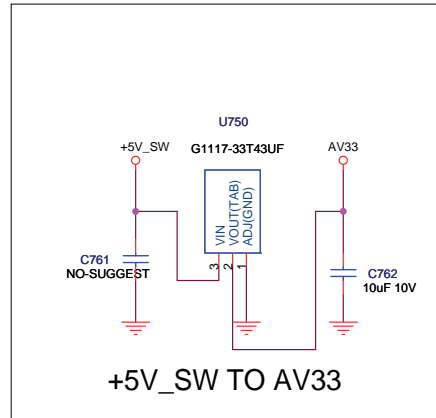 U750
+5V_SW
G1117-33T43UF
AV33
VIN
VOUT(TAB)
ADJ(GND)
3
2
1
C761
NO-SUGGEST
C762
10uF 10V
+5V_SW TO AV33